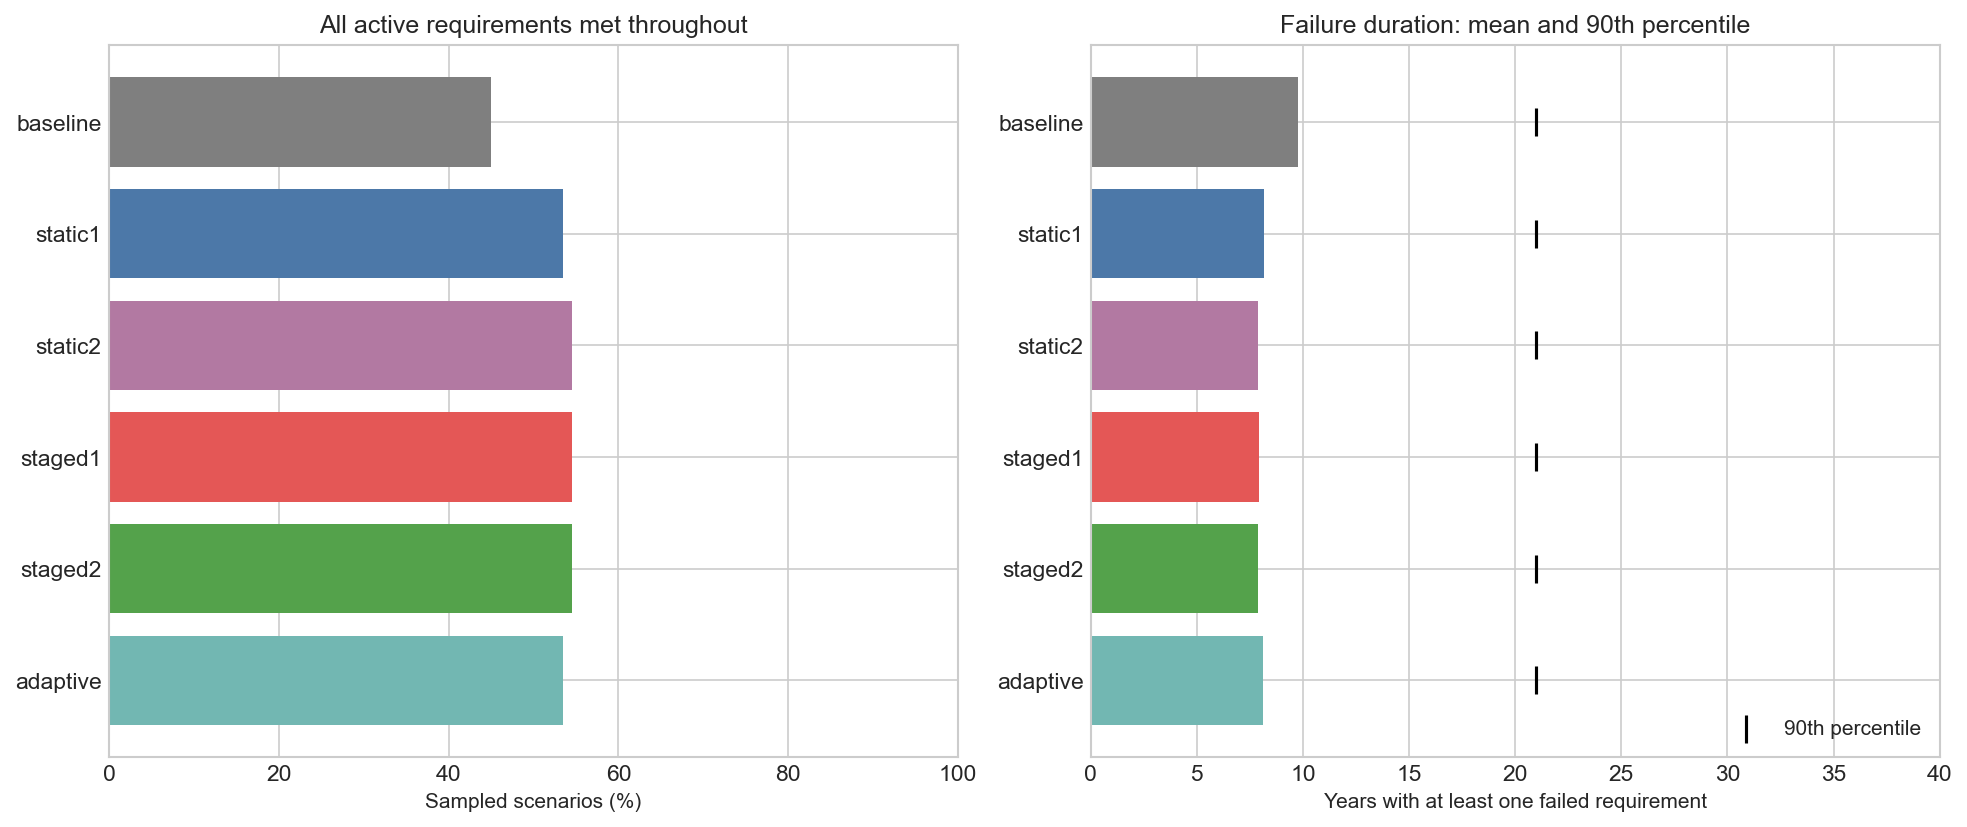 All active requirements met throughout
baseline
static1
static2
staged1
staged2
adaptive
0 20 40 60 80 100
Sampled scenarios (%)
Failure duration: mean and 90th percentile
baseline
static1
static2
staged1
staged2
adaptive
90th percentile
0 5 10 15 20 25 30 35 40
Years with at least one failed requirement